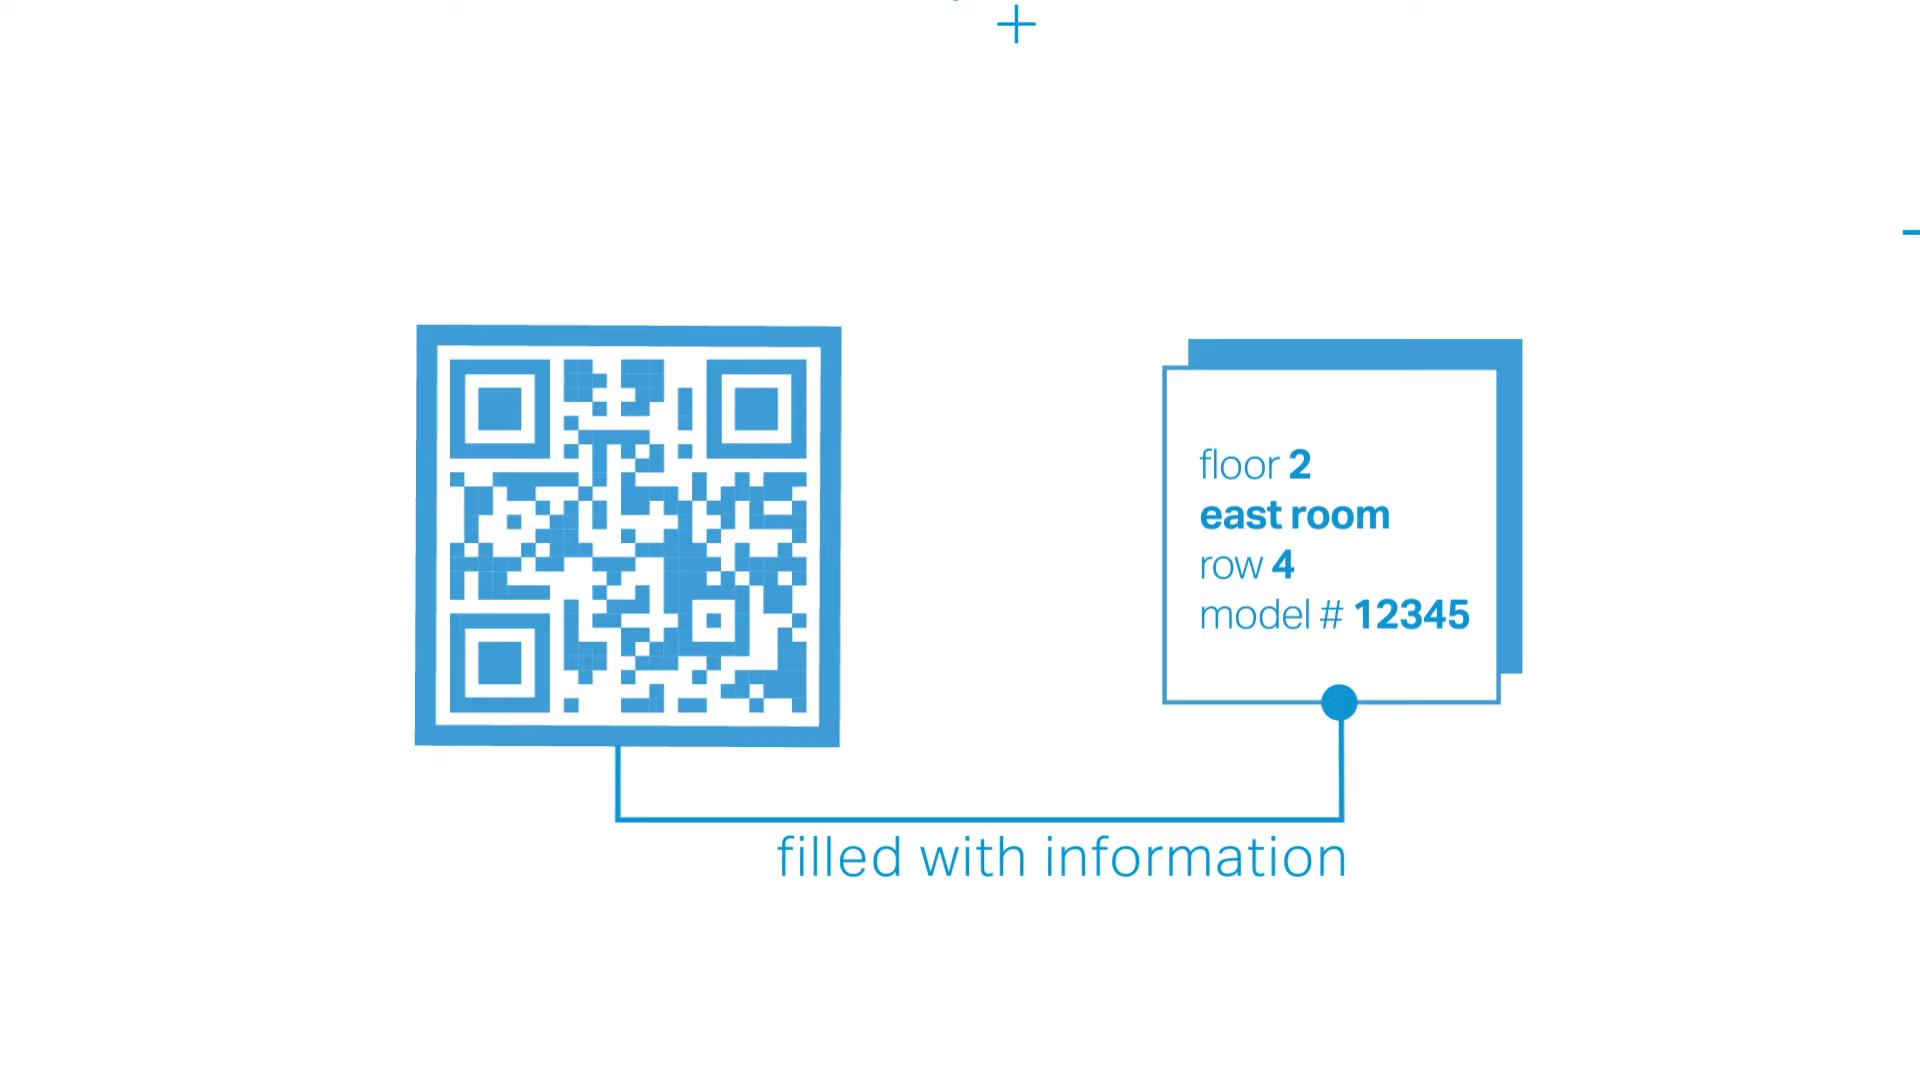 floor 2
east room
row 4
model # 12345
filled with information